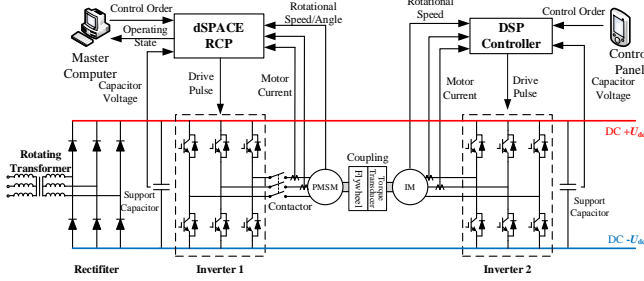 Control Order
Operating
State
Master
Computer
dSPACE
RCP
Rotational
Speed/Angle
Rotational
Speed
DSP
Controller
Control Order
Control
Panel
Capacitor
Voltage
Drive
Pulse
Motor
Current
Motor
Current
Drive
Pulse
Capacitor
Voltage
DC +Udc
Rotating
Transformer
Support
Capacitor
Contactor
PMSM
Coupling
Flywheel
Torque
Transducer
IM
Support
Capacitor
DC -Udc
Rectifiter
Inverter 1
Inverter 2